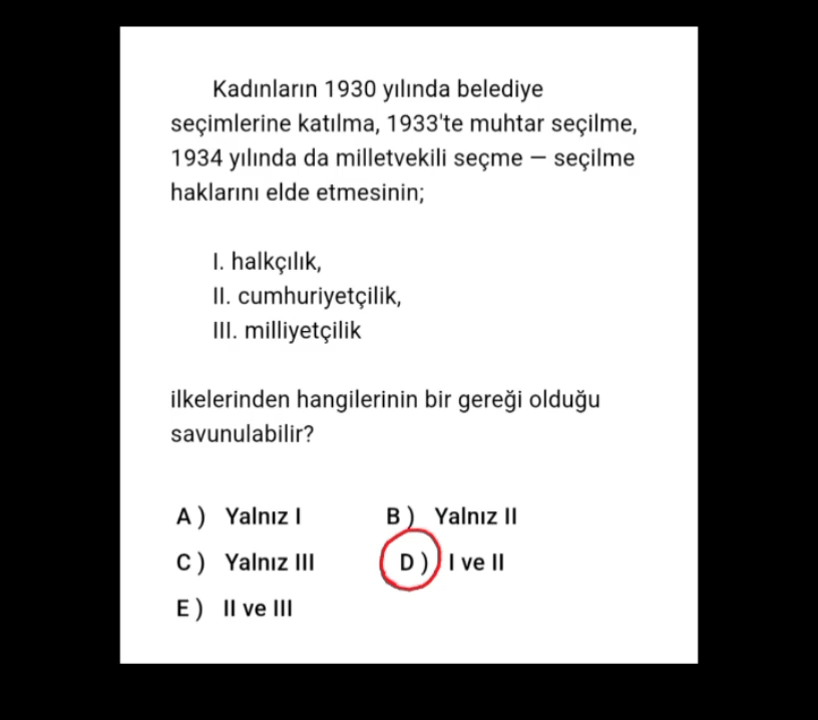 Kadınların 1930 yılında belediye
seçimlerine katılma, 1933'te muhtar seçilme,
1934 yılında da milletvekili seçme – seçilme
haklarını elde etmesinin;
I. halkçılık,
II. cumhuriyetçilik,
III. milliyetçilik
ilkelerinden hangilerinin bir gereği olduğu
savunulabilir?
A ) Yalnız I B ) Yalnız II
C ) Yalnız III D ) I ve II
E ) II ve III